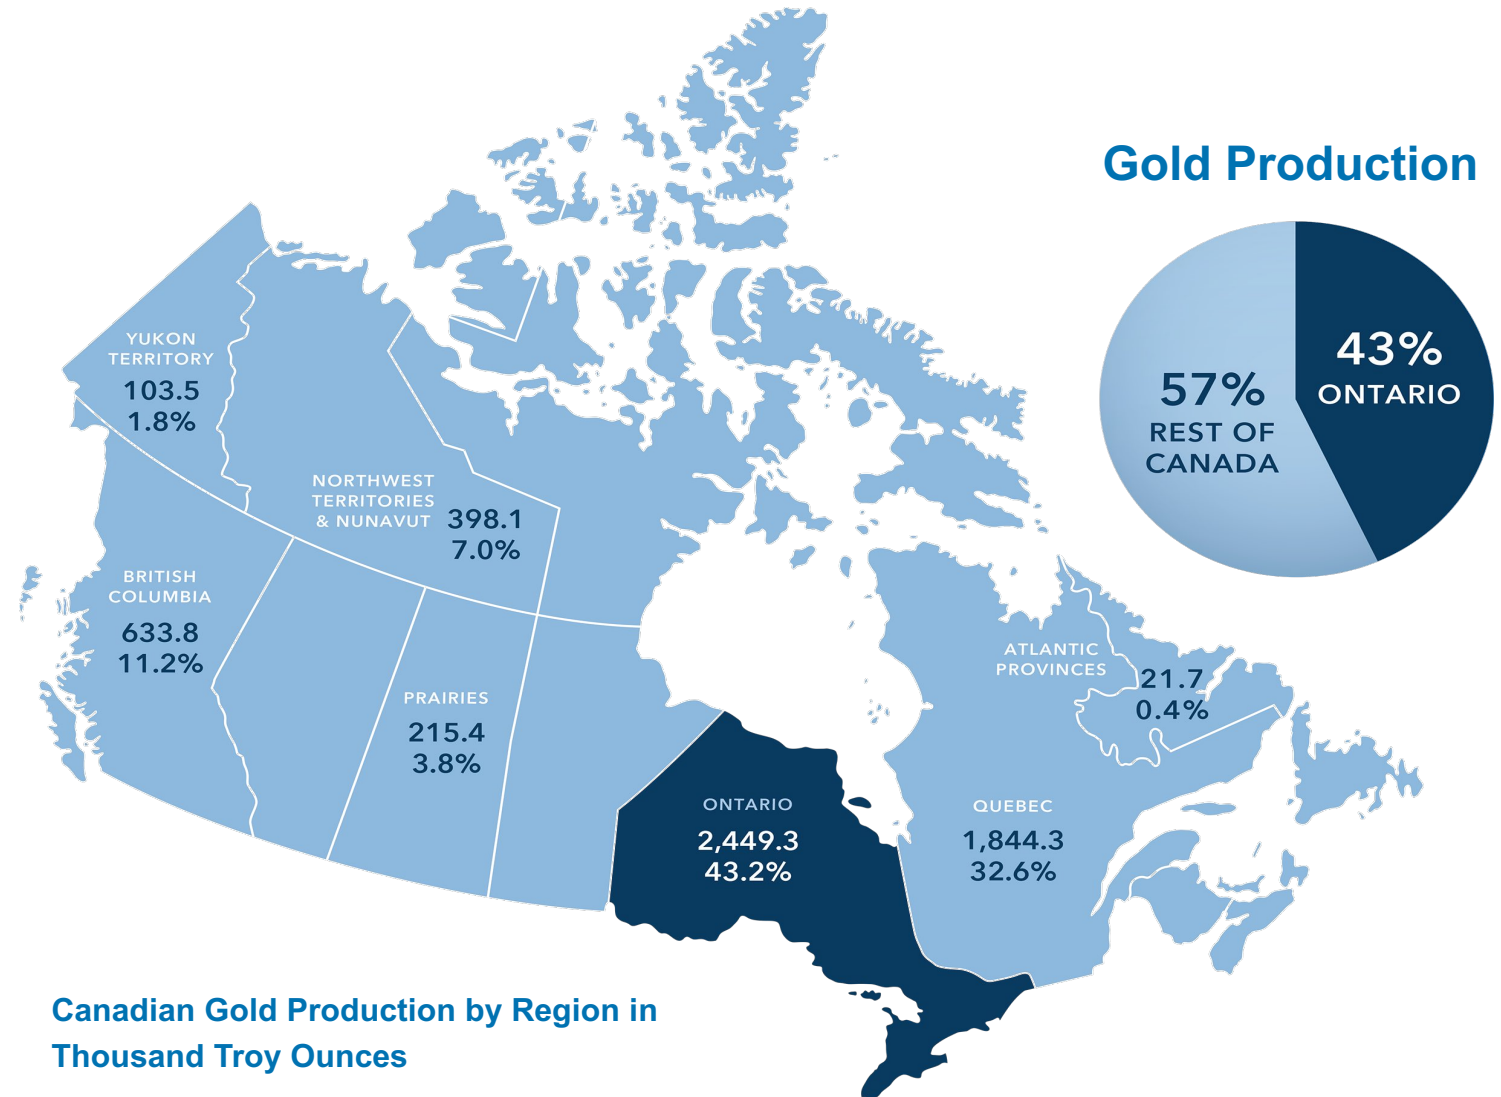 Gold Production
43%
ONTARIO
57%
REST OF
CANADA
YUKON
TERRITORY
103.5
1.8%
NORTHWEST
TERRITORIES
& NUNAVUT
398.1
7.0%
BRITISH
COLUMBIA
633.8
11.2%
PRAIRIES
215.4
3.8%
ONTARIO
2,449.3
43.2%
QUEBEC
1,844.3
32.6%
ATLANTIC
PROVINCES
21.7
0.4%
Canadian Gold Production by Region in
Thousand Troy Ounces